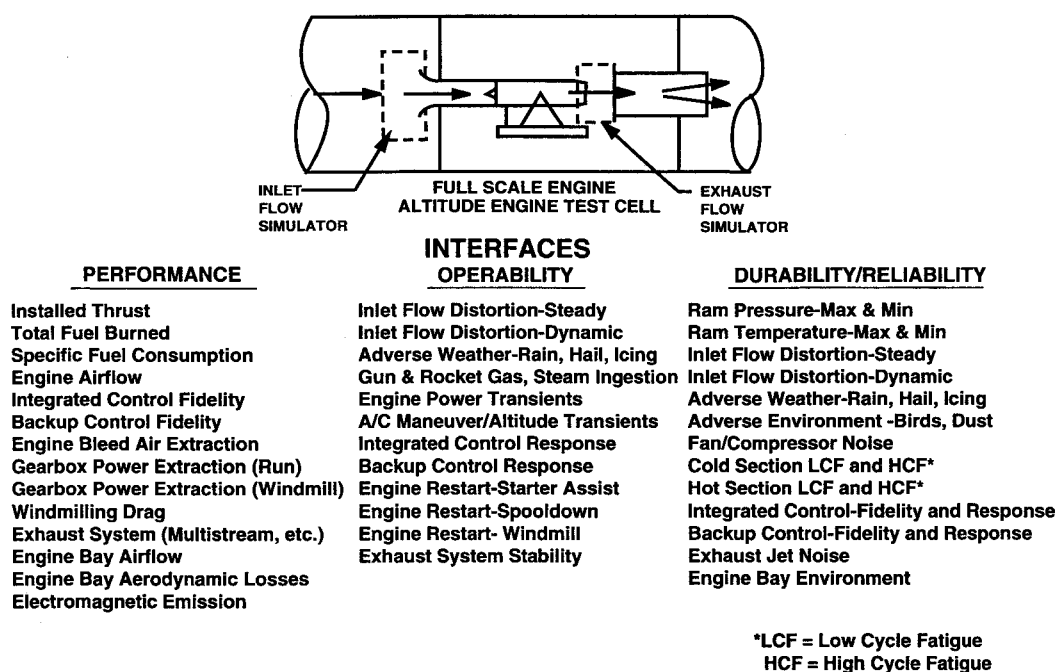 INLET
FLOW
SIMULATOR
FULL SCALE ENGINE
ALTITUDE ENGINE TEST CELL
EXHAUST
FLOW
SIMULATOR
INTERFACES
PERFORMANCE
Installed Thrust
Total Fuel Burned
Specific Fuel Consumption
Engine Airflow
Integrated Control Fidelity
Backup Control Fidelity
Engine Bleed Air Extraction
Gearbox Power Extraction (Run)
Gearbox Power Extraction (Windmill)
Windmilling Drag
Exhaust System (Multistream, etc.)
Engine Bay Airflow
Engine Bay Aerodynamic Losses
Electromagnetic Emission
OPERABILITY
Inlet Flow Distortion-Steady
Inlet Flow Distortion-Dynamic
Adverse Weather-Rain, Hail, Icing
Gun & Rocket Gas, Steam Ingestion
Engine Power Transients
A/C Maneuver/Altitude Transients
Integrated Control Response
Backup Control Response
Engine Restart-Starter Assist
Engine Restart-Spooldown
Engine Restart- Windmill
Exhaust System Stability
DURABILITY/RELIABILITY
Ram Pressure-Max & Min
Ram Temperature-Max & Min
Inlet Flow Distortion-Steady
Inlet Flow Distortion-Dynamic
Adverse Weather-Rain, Hail, Icing
Adverse Environment -Birds, Dust
Fan/Compressor Noise
Cold Section LCF and HCF*
Hot Section LCF and HCF*
Integrated Control-Fidelity and Response
Backup Control-Fidelity and Response
Exhaust Jet Noise
Engine Bay Environment
*LCF = Low Cycle Fatigue
HCF = High Cycle Fatigue